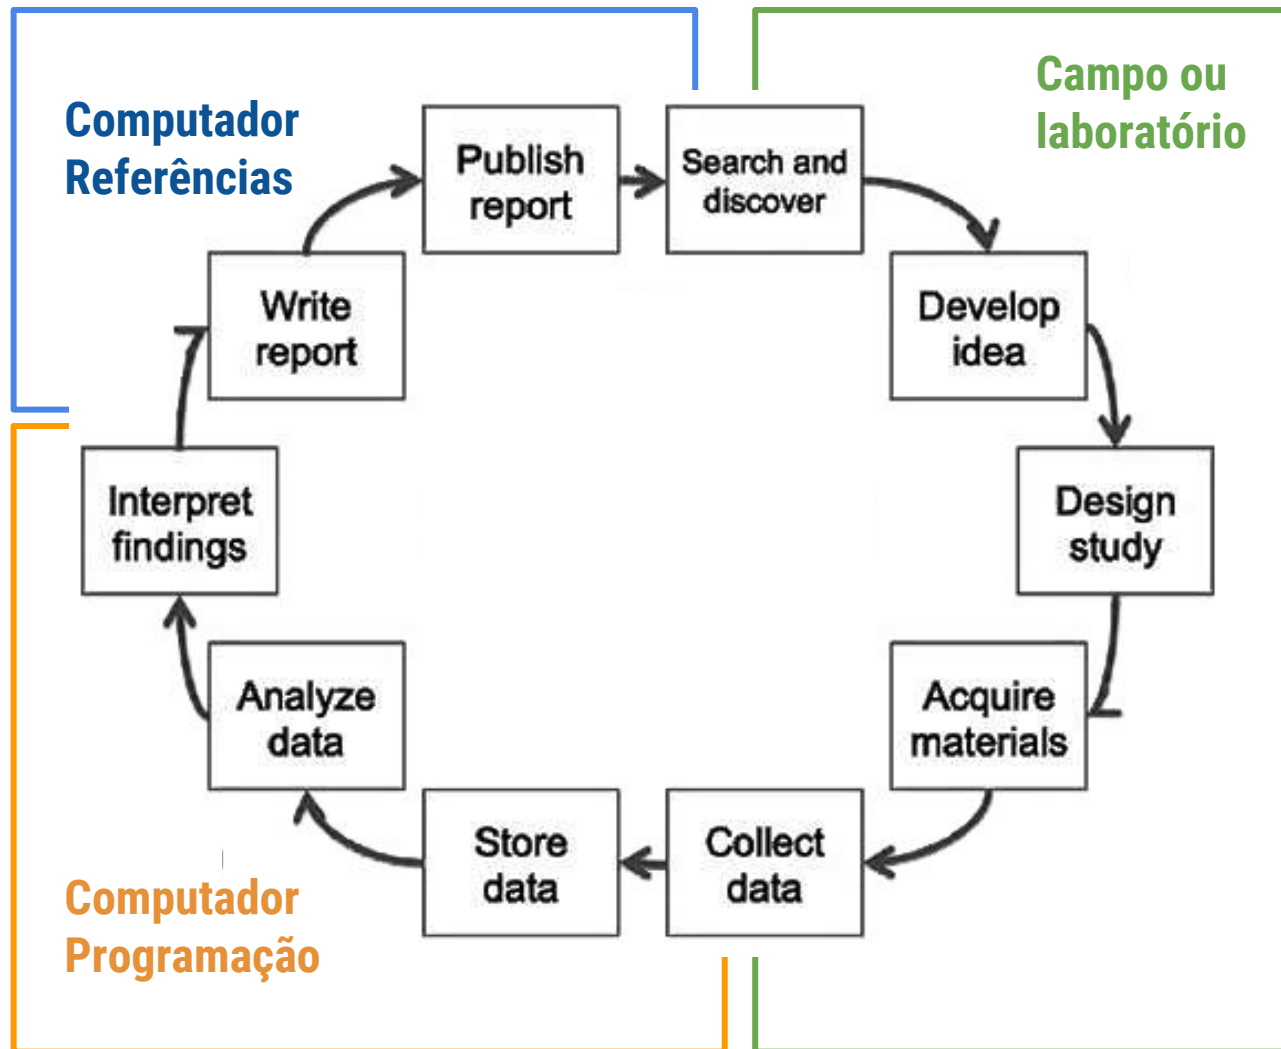 Computador
Referências
Campo ou
laboratório
Publish
report
Search and
discover
Write
report
Develop
idea
Interpret
findings
Design
study
Analyze
data
Acquire
materials
Store
data
Collect
data
Computador
Programação